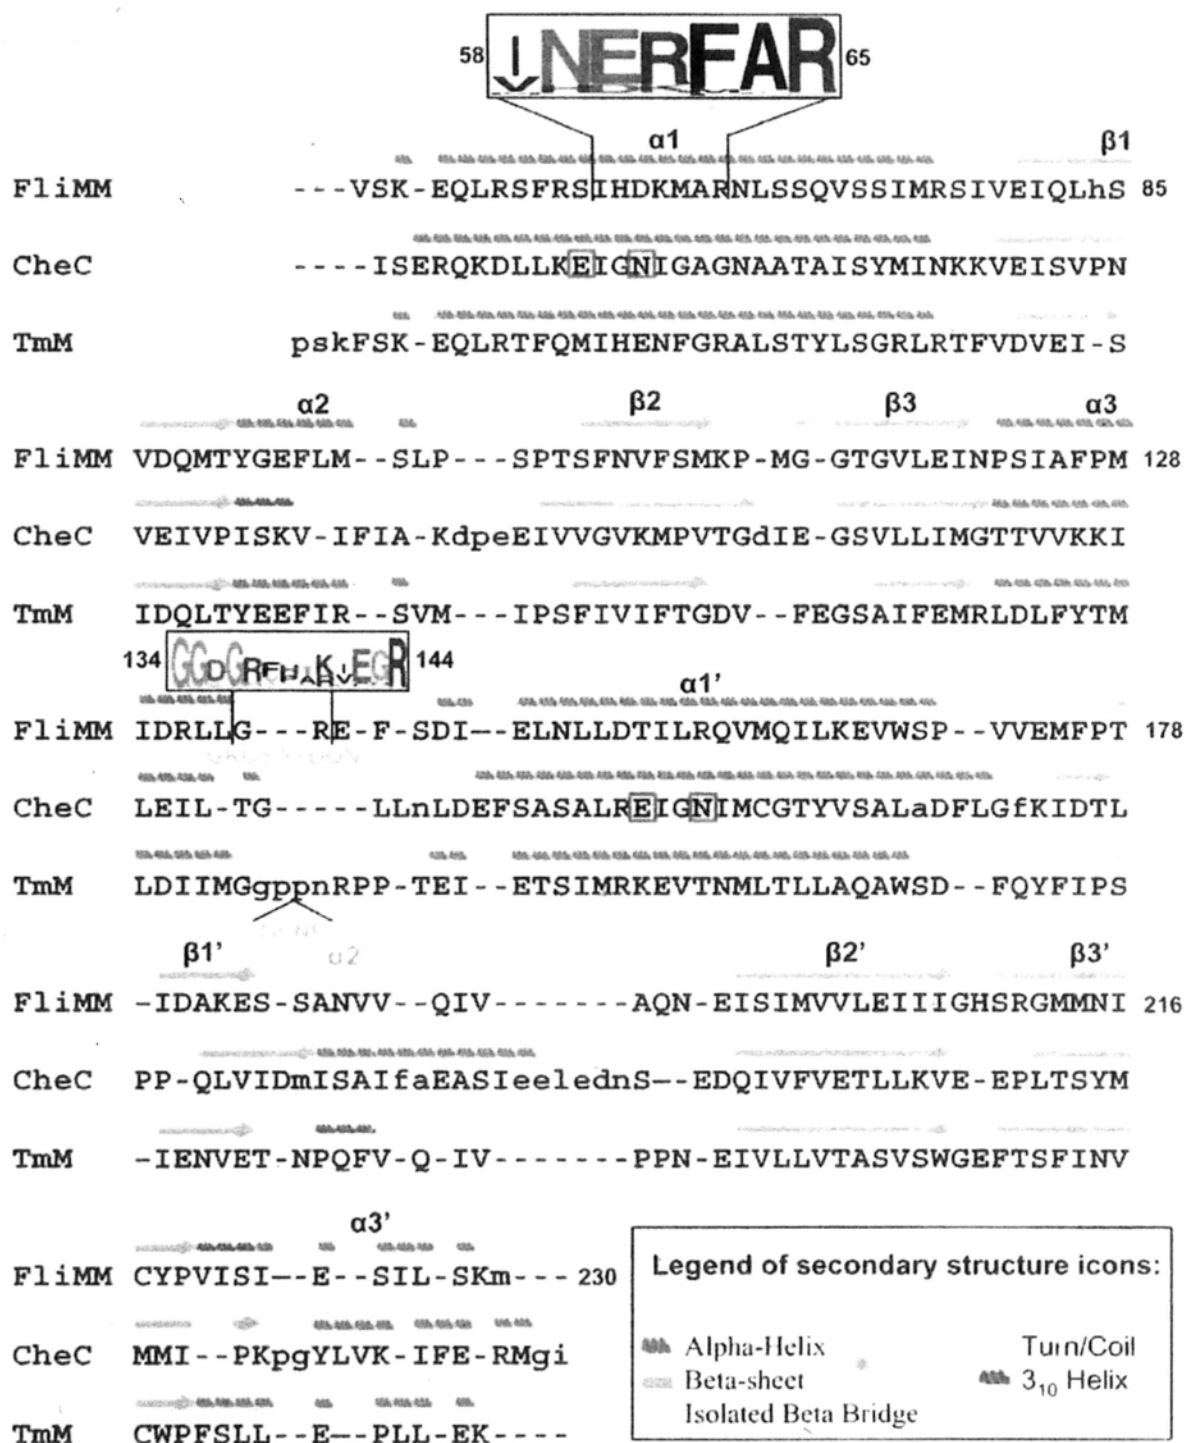 58 INERFAR 65
α1 β1
FliMM ---VSK-EQLRSFRSIHDKMARNLSSQVSSIMRSIVEIQLhS 85
CheC ----ISERQKDLLKEIGNIGAGNAATAISYMINKKVEISVPN
TmM pskFSK-EQLRTFQMIHENFGRALSTYLSGRLRTFVDVEI-S
α2 β2 β3 α3
FliMM VDQMTYGEFLM--SLP---SPTSFNVFSMKP-MG-GTGVLEINPSIAFPM 128
CheC VEIVPISKV-IFIA-KdpeEIVVGVKMPVTGdIE-GSVLLIMGTTVVKKI
TmM IDQLTYEEFIR--SVM---IPSFIVIFTGDV--FEGSAIFEMRLDLFYTM
134 GGDGRFHAKIEGR 144
α1’
FliMM IDRLLG---RE-F-SDI--ELNLLDTILRQVMQILKEVWSP--VVEMFPT 178
CheC LEIL-TG-----LLnLDEFSASALREIGNIMCGTYVSALaDFLGfKIDTL
TmM LDIIMGgppnRPP-TEI--ETSIMRKEVTNMLTLLAQAWSD--FQYFIPS
α2
β1’ β2’ β3’
FliMM -IDAKES-SANVV--QIV-------AQN-EISIMVVLEIIIGHSRGMMNI 216
CheC PP-QLVIDmISAIfaEASIeelednS--EDQIVFVETLLKVE-EPLTSYM
TmM -IENVET-NPQFV-Q-IV-------PPN-EIVLLVTASVSWGEFTSFINV
α3’
FliMM CYPVISI--E--SIL-SKm--- 230
CheC MMI--PKpgYLVK-IFE-RMgi
TmM CWPFSLL--E--PLL-EK----
Legend of secondary structure icons:
Alpha-Helix Turn/Coil
Beta-sheet 3₁₀ Helix
Isolated Beta Bridge